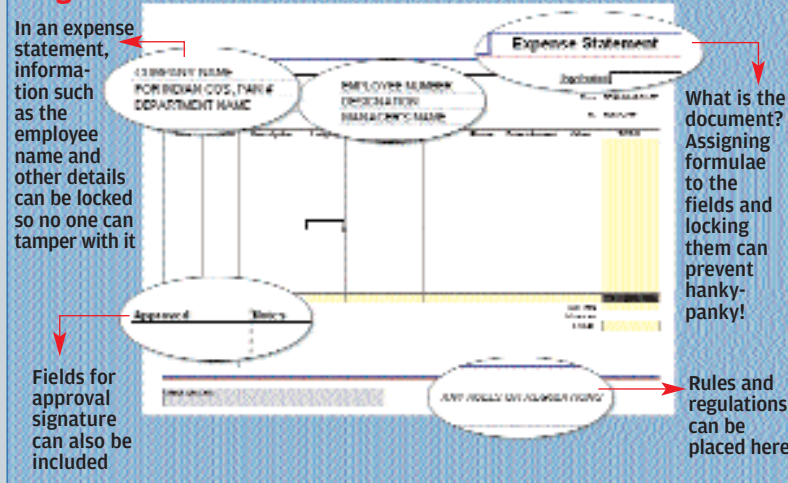 In an expense
statement,
informa-
tion such
as the
employee
name and
other details
can be locked
so no one can
tamper with it
COMPANY NAME
FOR INDIAN CO'S, PAN #
DEPARTMENT NAME
EMPLOYEE NUMBER
DESIGNATION
MANAGER'S NAME
Expense Statement
What is the
document?
Assigning
formulae
to the
fields and
locking
them can
prevent
hanky-
panky!
Approved
Notes
Fields for
approval
signature
can also be
included
ANY RULES OR REGULATIONS
Rules and
regulations
can be
placed here